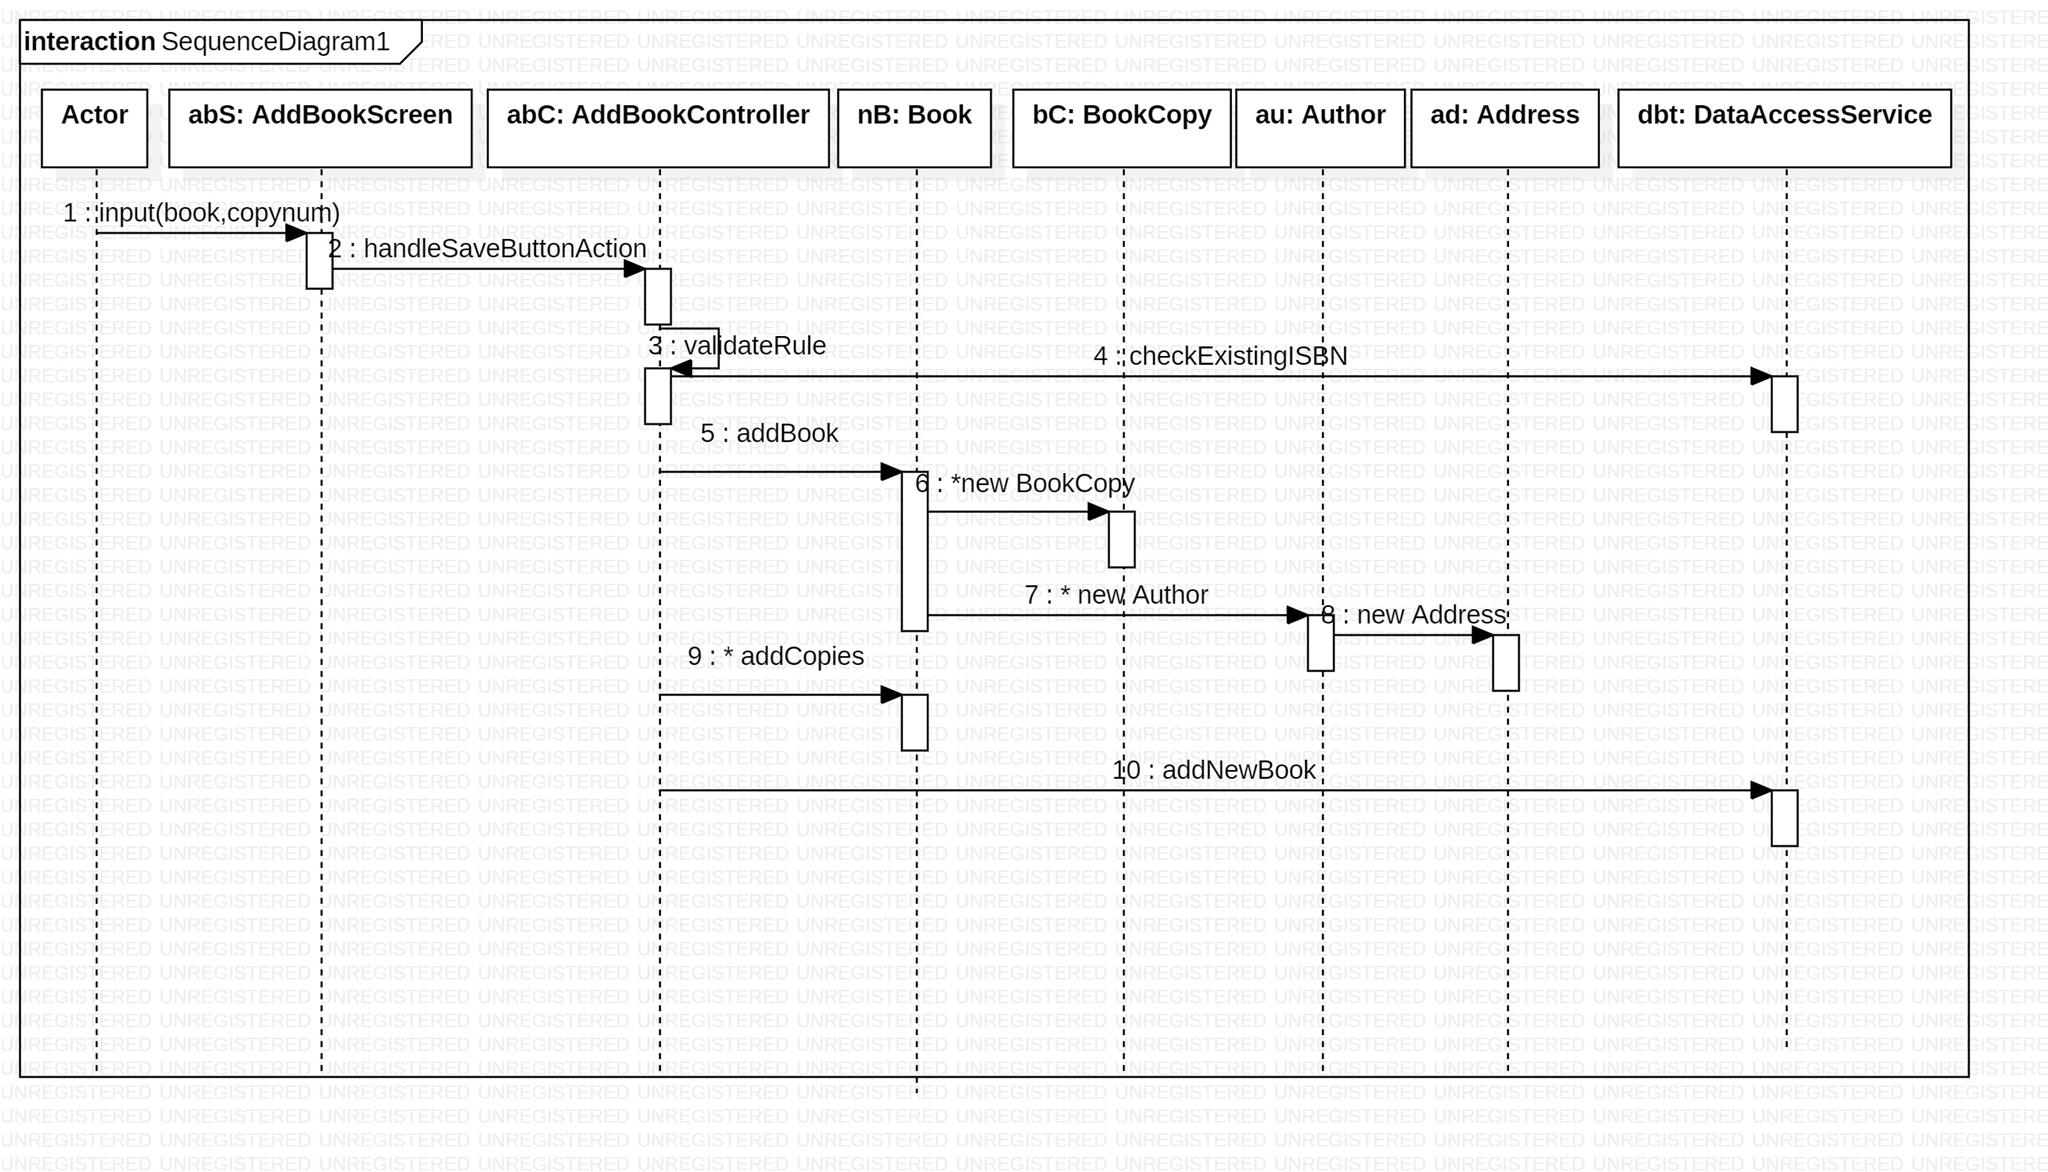 interaction SequenceDiagram1
Actor
abS: AddBookScreen
abC: AddBookController
nB: Book
bC: BookCopy
au: Author
ad: Address
dbt: DataAccessService
1 : input(book,copynum)
2 : handleSaveButtonAction
3 : validateRule
4 : checkExistingISBN
5 : addBook
6 : *new BookCopy
7 : * new Author
8 : new Address
9 : * addCopies
10 : addNewBook
UNREGISTERED